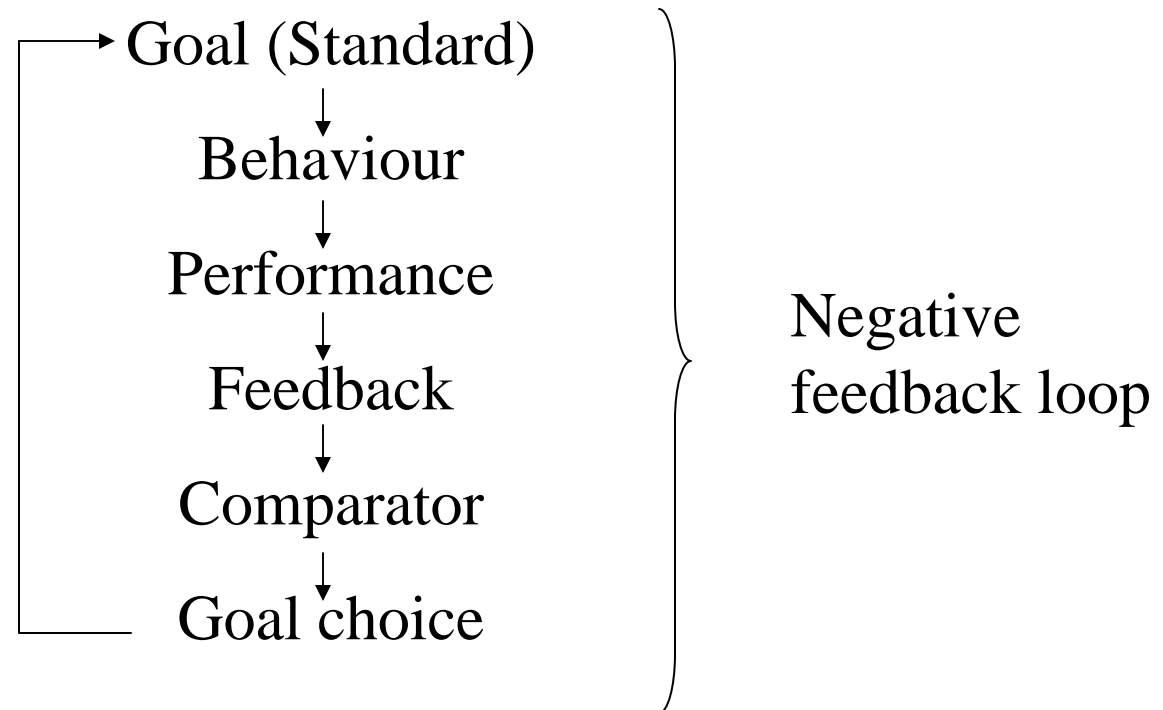 Goal (Standard)
Behaviour
Performance
Feedback
Comparator
Goal choice
Negative
feedback loop